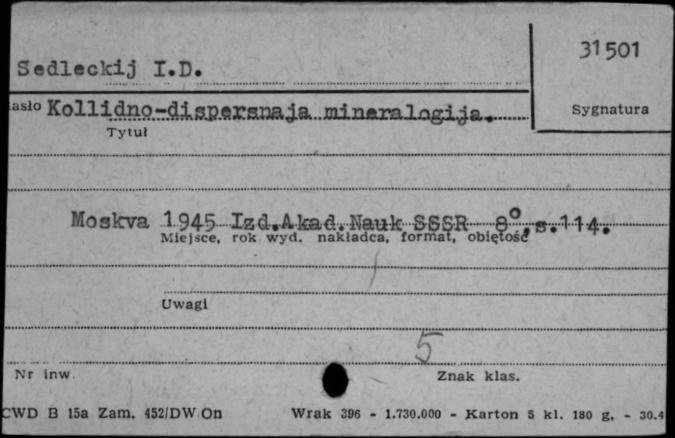 31501
Sedleckij I.D.
asło Kollidno-dispersnaja mineralogija.
Sygnatura
Tytuł
Moskva 1945 Izd.Akad.Nauk SSSR 8°, s.114.
Miejsce, rok wyd. nakładca, format, obiętość
Uwagi
5
Nr inw.
Znak klas.
CWD B 15a Zam. 452/DW/On Wrak 396 - 1.730.000 - Karton 5 kl. 180 g. - 30.4